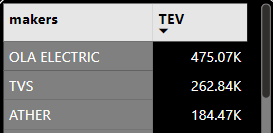 makers TEV
OLA ELECTRIC 475.07K
TVS 262.84K
ATHER 184.47K